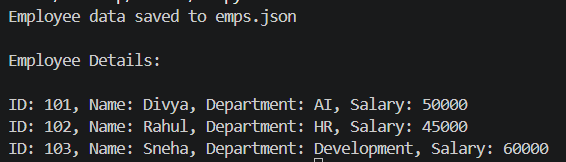 Employee data saved to emps.json
Employee Details:
ID: 101, Name: Divya, Department: AI, Salary: 50000
ID: 102, Name: Rahul, Department: HR, Salary: 45000
ID: 103, Name: Sneha, Department: Development, Salary: 60000